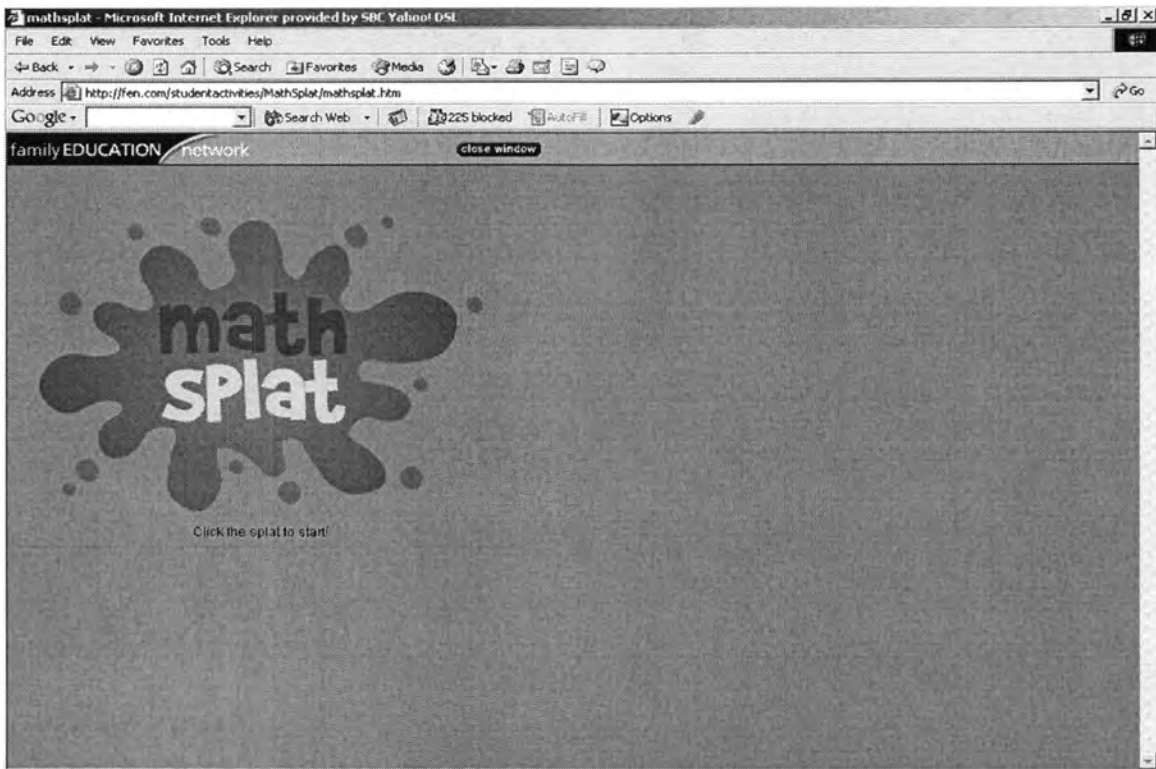 mathsplat - Microsoft Internet Explorer provided by SBC Yahoo! DSL
File Edit View Favorites Tools Help
Back Search Favorites Media
Address http://fen.com/studentactivities/MathSplat/mathsplat.htm Go
Google Search Web 225 blocked AutoFill Options
family EDUCATION network close window
math
splat
Click the splat to start!